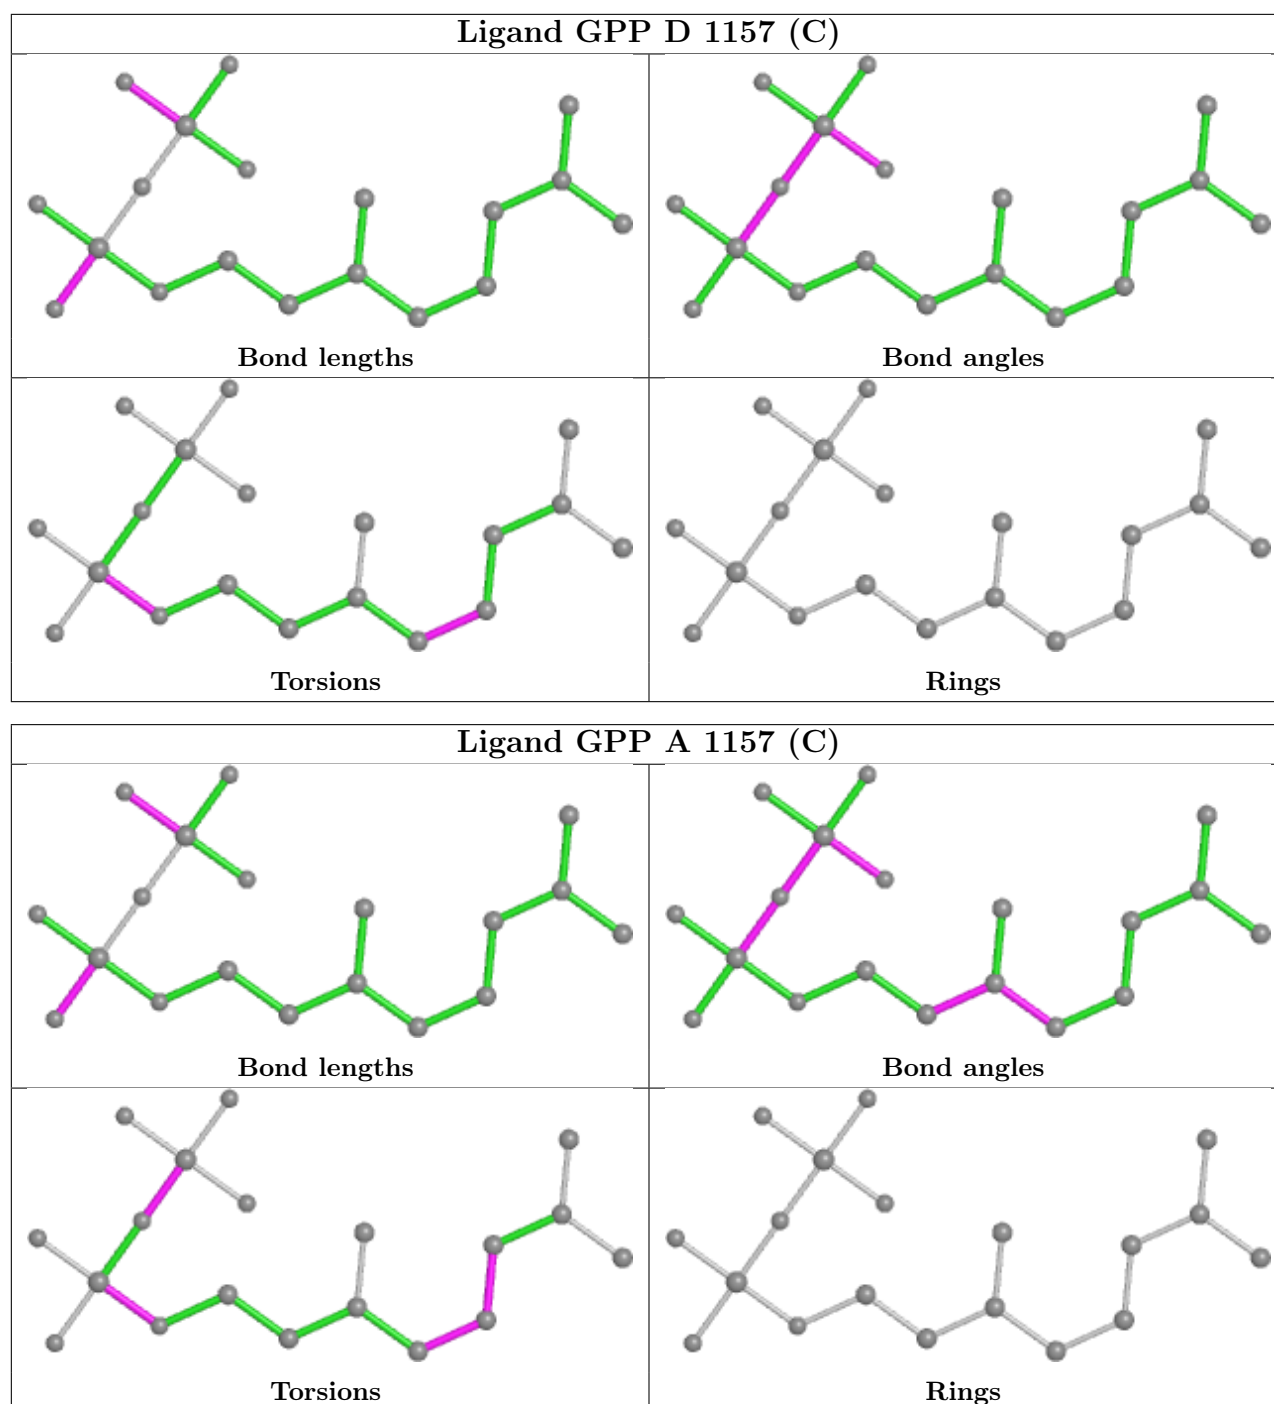 Ligand GPP D 1157 (C)
Bond lengths
Bond angles
Torsions
Rings
Ligand GPP A 1157 (C)
Bond lengths
Bond angles
Torsions
Rings